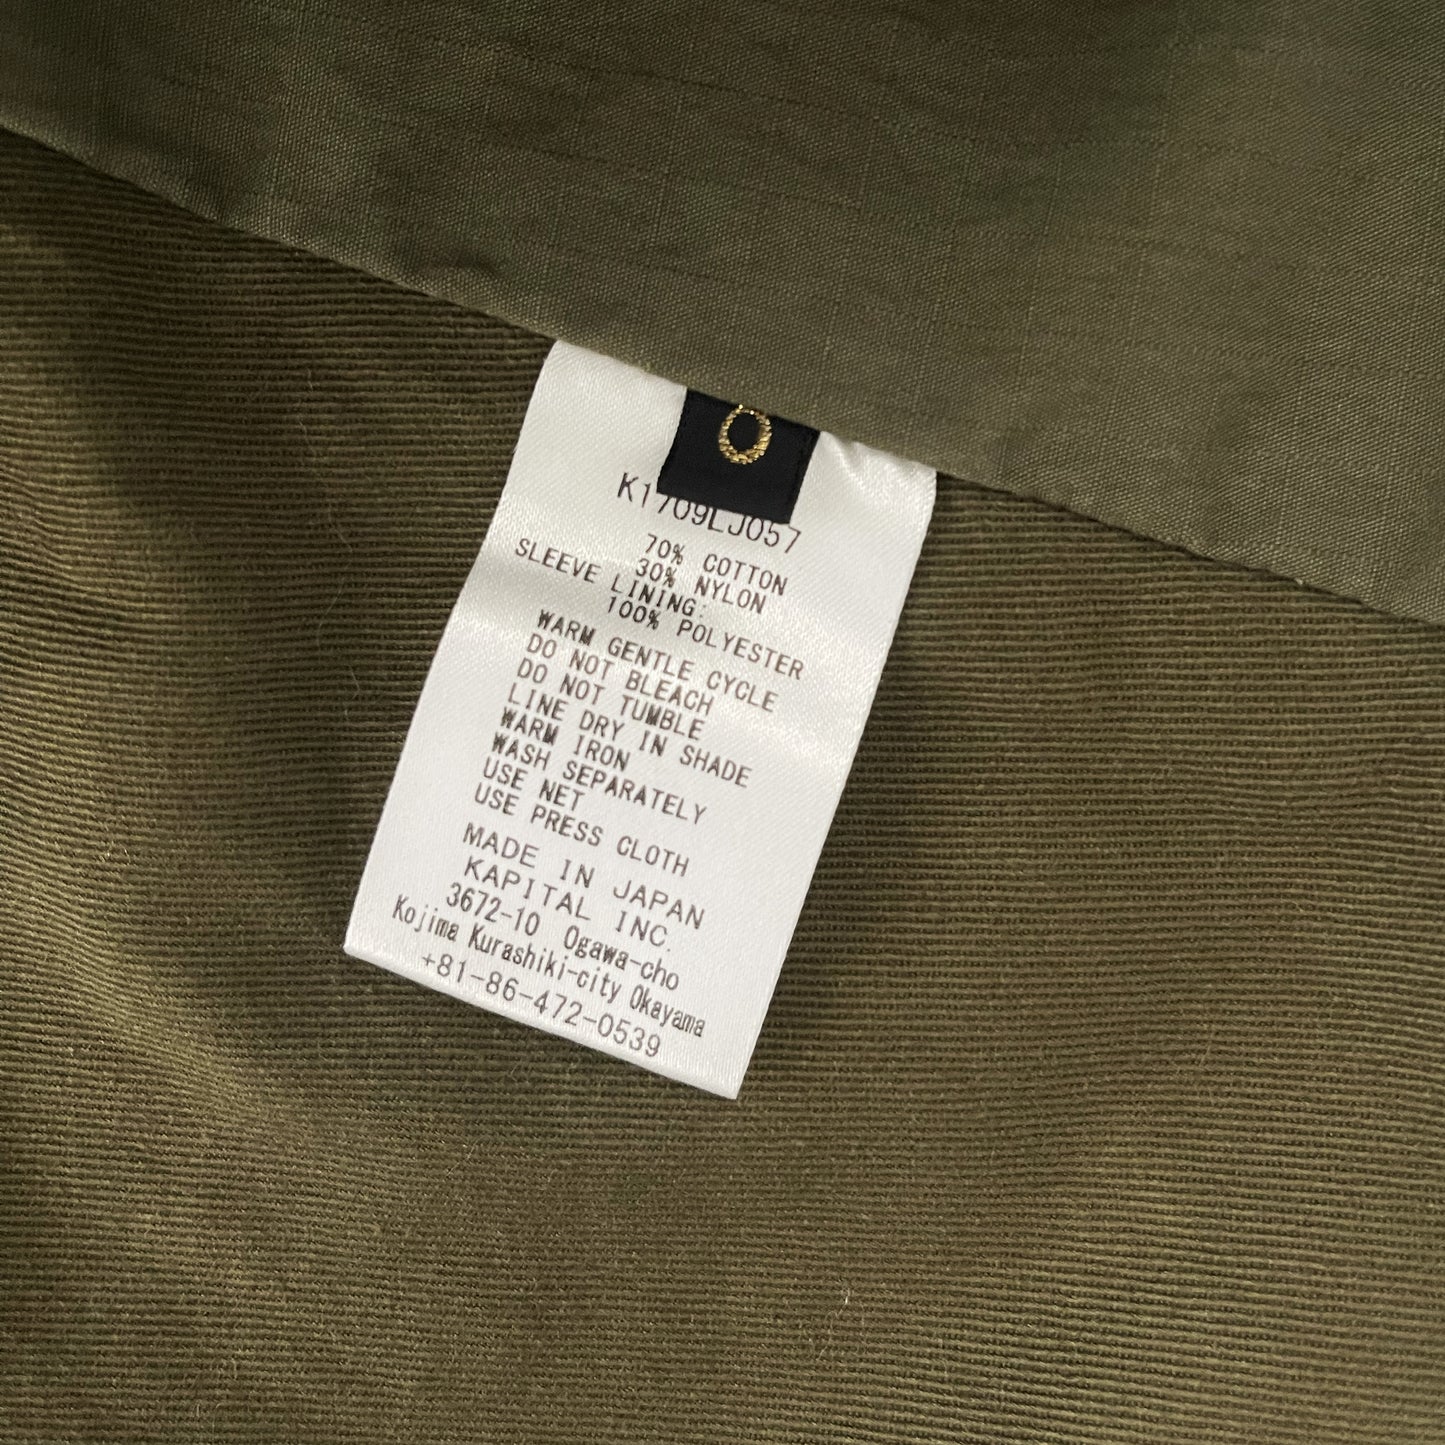 0
K1709LJ057
70% COTTON
30% NYLON
SLEEVE LINING:
100% POLYESTER
WARM GENTLE CYCLE
DO NOT BLEACH
DO NOT TUMBLE
LINE DRY IN SHADE
WARM IRON
WASH SEPARATELY
USE NET
USE PRESS CLOTH
MADE IN JAPAN
KAPITAL INC.
3672-10 Ogawa-cho
Kojima Kurashiki-city Okayama
+81-86-472-0539